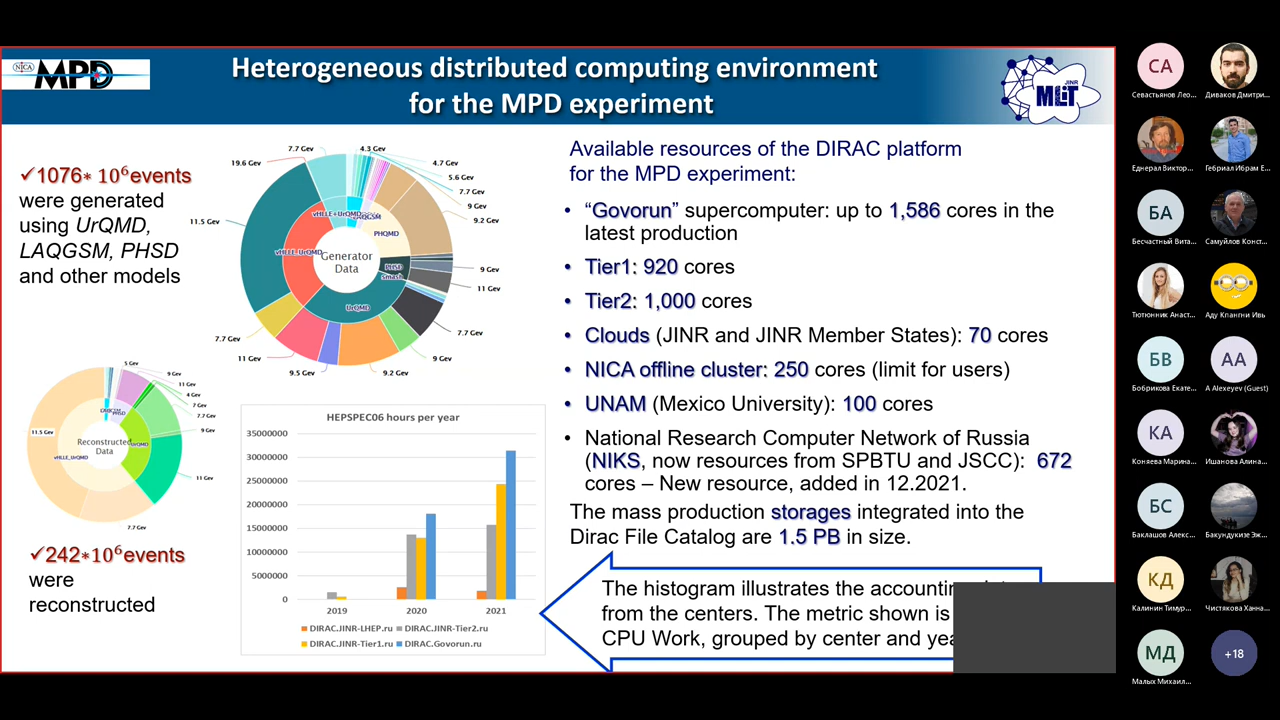 NICA
MPD
Heterogeneous distributed computing environment
for the MPD experiment
JINR
MLIT
✓1076∗ 10⁶events
were generated
using UrQMD,
LAQGSM, PHSD
and other models
7.7 Gev
4.3 Gev
19.6 Gev
4.7 Gev
5.6 Gev
7.7 Gev
9 Gev
9.2 Gev
11.5 Gev
vHLLE+UrQMD
PHQMD
vHLLE_UrQMD
Generator
Data
PHSD
Smash
UrQMD
9 Gev
11 Gev
7.7 Gev
7.7 Gev
11 Gev
9.5 Gev
9.2 Gev
9 Gev
5 Gev
9 Gev
11 Gev
4 Gev
7 Gev
7.7 Gev
9 Gev
11.5 Gev
PHSD
UrQMD
Reconstructed
Data
vHLLE_UrQMD
11 Gev
7.7 Gev
✓242∗10⁶events
were
reconstructed
HEPSPEC06 hours per year
35000000
30000000
25000000
20000000
15000000
10000000
5000000
0
2019 2020 2021
DIRAC.JINR-LHEP.ru DIRAC.JINR-Tier2.ru
DIRAC.JINR-Tier1.ru DIRAC.Govorun.ru
Available resources of the DIRAC platform
for the MPD experiment:
• “Govorun” supercomputer: up to 1,586 cores in the
latest production
• Tier1: 920 cores
• Tier2: 1,000 cores
• Clouds (JINR and JINR Member States): 70 cores
• NICA offline cluster: 250 cores (limit for users)
• UNAM (Mexico University): 100 cores
• National Research Computer Network of Russia
(NIKS, now resources from SPBTU and JSCC): 672
cores – New resource, added in 12.2021.
The mass production storages integrated into the
Dirac File Catalog are 1.5 PB in size.
The histogram illustrates the accounting
from the centers. The metric shown is
CPU Work, grouped by center and
СА
Севастьянов Лео... Диваков Дмитри...
Еднерал Виктор... Гебриал Ибрам Е...
БА
Бесчастный Вита... Самуйлов Конст...
Тютюнник Анаст... Аду Кпангни Ивь
БВ АА
Бобрикова Екате... A Alexeyev (Guest)
КА
Коняева Марина... Ишанова Алина...
БС
Баклашов Алекс... Бакундукизе Эж...
КД
Калинин Тимур... Чистякова Ханна...
МД +18
Малых Михаил...